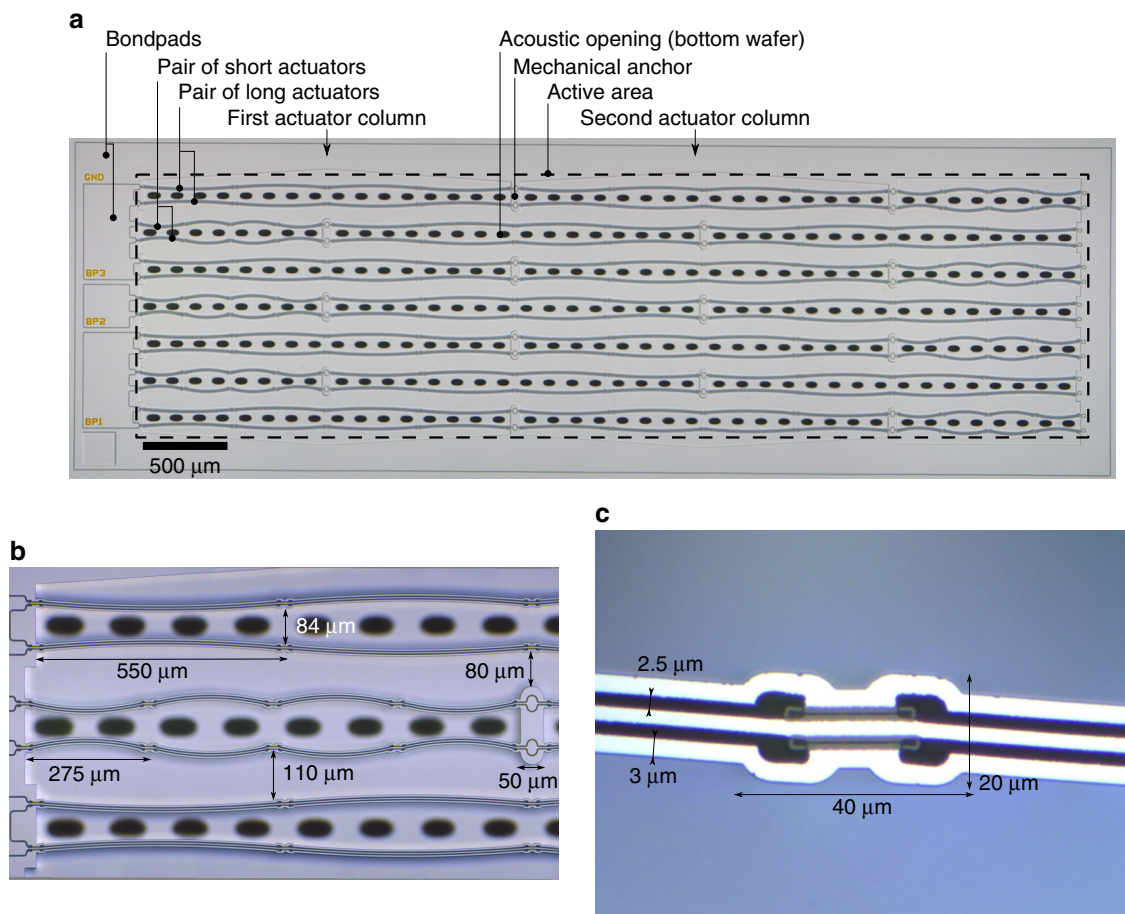 a
Bondpads
Acoustic opening (bottom wafer)
Pair of short actuators
Mechanical anchor
Pair of long actuators
Active area
First actuator column
Second actuator column
GND
BP3
BP2
BP1
500 μm
b
84 μm
550 μm
80 μm
275 μm
110 μm
50 μm
c
2.5 μm
3 μm
20 μm
40 μm